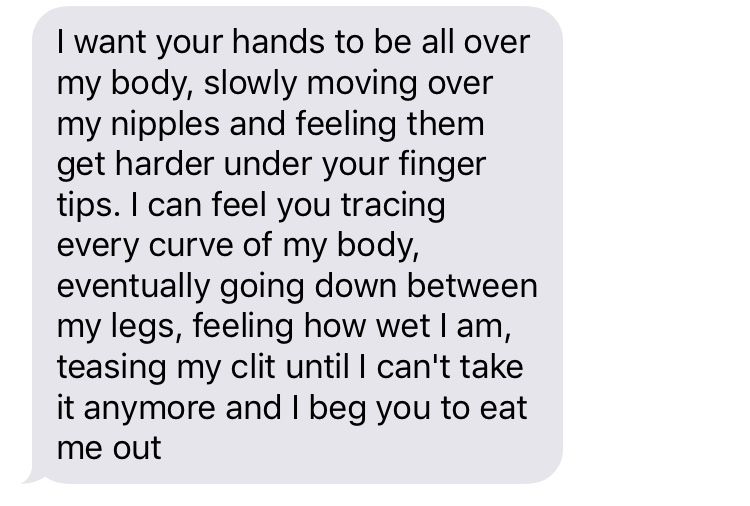 I want your hands to be all over
my body, slowly moving over
my nipples and feeling them
get harder under your finger
tips. I can feel you tracing
every curve of my body,
eventually going down between
my legs, feeling how wet I am,
teasing my clit until I can't take
it anymore and I beg you to eat
me out